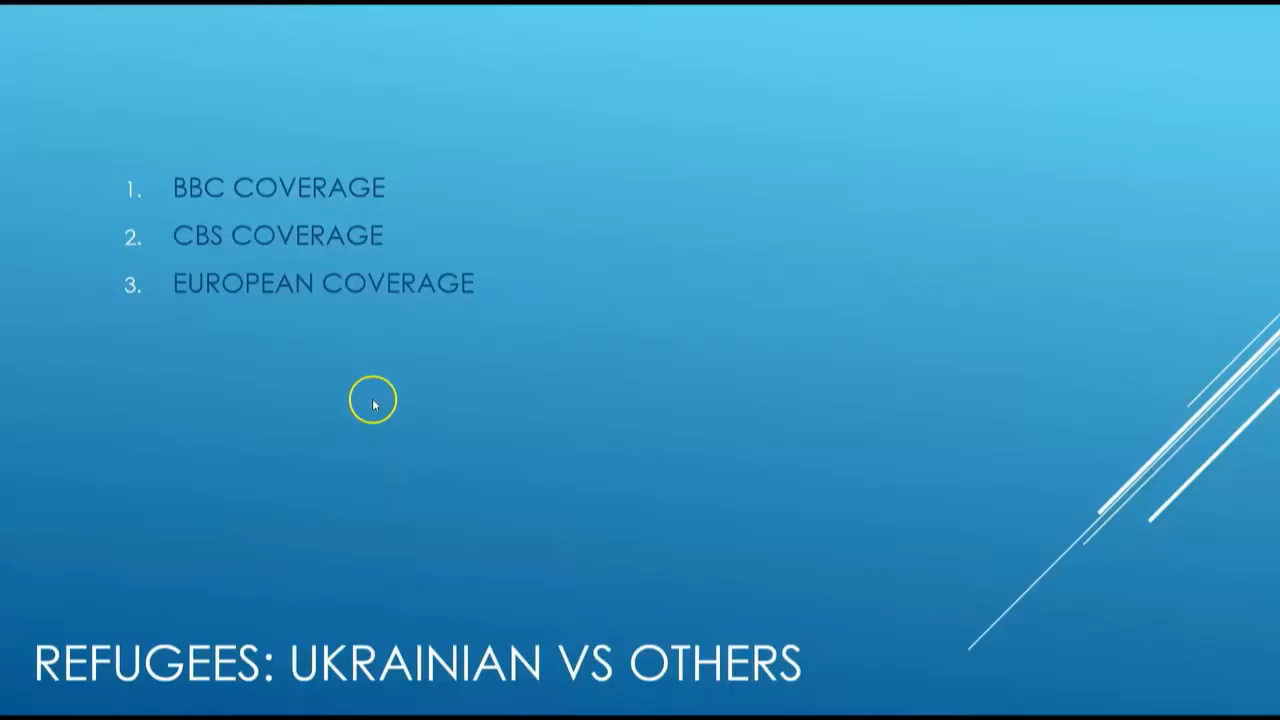 1. BBC COVERAGE
2. CBS COVERAGE
3. EUROPEAN COVERAGE
REFUGEES: UKRAINIAN VS OTHERS